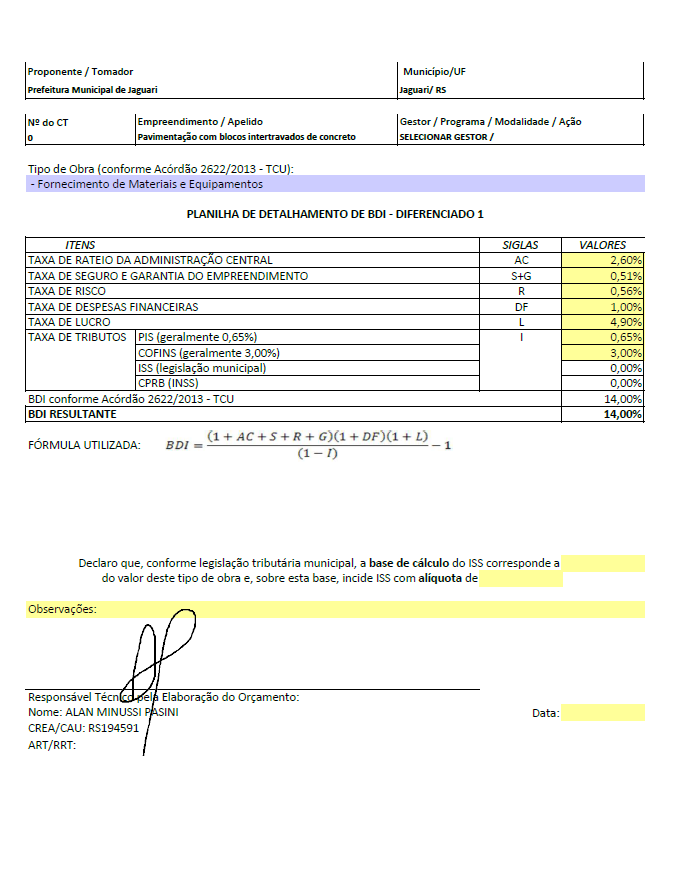 Proponente / Tomador Município/UF
Prefeitura Municipal de Jaguari Jaguari/ RS
Nº do CT Empreendimento / Apelido Gestor / Programa / Modalidade / Ação
0 Pavimentação com blocos intertravados de concreto SELECIONAR GESTOR /
Tipo de Obra (conforme Acórdão 2622/2013 - TCU):
- Fornecimento de Materiais e Equipamentos
PLANILHA DE DETALHAMENTO DE BDI - DIFERENCIADO 1
ITENS SIGLAS VALORES
TAXA DE RATEIO DA ADMINISTRAÇÃO CENTRAL AC 2,60%
TAXA DE SEGURO E GARANTIA DO EMPREENDIMENTO S+G 0,51%
TAXA DE RISCO R 0,56%
TAXA DE DESPESAS FINANCEIRAS DF 1,00%
TAXA DE LUCRO L 4,90%
TAXA DE TRIBUTOS PIS (geralmente 0,65%) I 0,65%
COFINS (geralmente 3,00%) 3,00%
ISS (legislação municipal) 0,00%
CPRB (INSS) 0,00%
BDI conforme Acórdão 2622/2013 - TCU 14,00%
BDI RESULTANTE 14,00%
FÓRMULA UTILIZADA: BDI = (1 + AC + S + R + G)(1 + DF)(1 + L) / (1 − I) − 1
Declaro que, conforme legislação tributária municipal, a base de cálculo do ISS corresponde a
do valor deste tipo de obra e, sobre esta base, incide ISS com alíquota de
Observações:
Responsável Técnico pela Elaboração do Orçamento:
Nome: ALAN MINUSSI PASINI Data:
CREA/CAU: RS194591
ART/RRT: